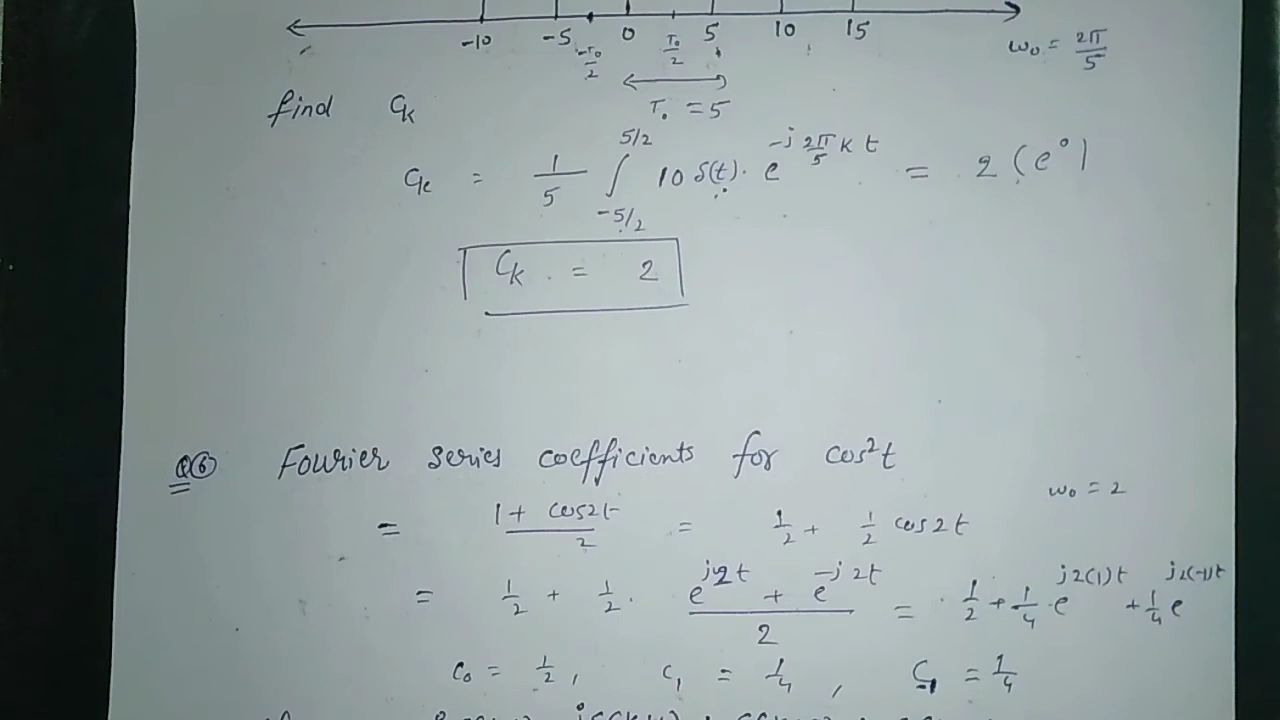 -10 -5 -T₀/2 0 T₀/2 5 10 15
ω₀ = 2π/5
T₀ = 5
find Cₖ
Cₖ = 1/5 ∫_{-5/2}^{5/2} 10 δ(t). e^{-j 2π/5 k t} = 2 (e⁰)
Cₖ = 2
Q⑥ Fourier series coefficients for cos²t
ω₀ = 2
= (1 + cos2t)/2 = 1/2 + 1/2 cos2t
= 1/2 + 1/2 . (e^{j2t} + e^{-j2t})/2 = 1/2 + 1/4 . e^{j2(1)t} + 1/4 e^{j2(-1)t}
C₀ = 1/2 , C₁ = 1/4 , C₋₁ = 1/4